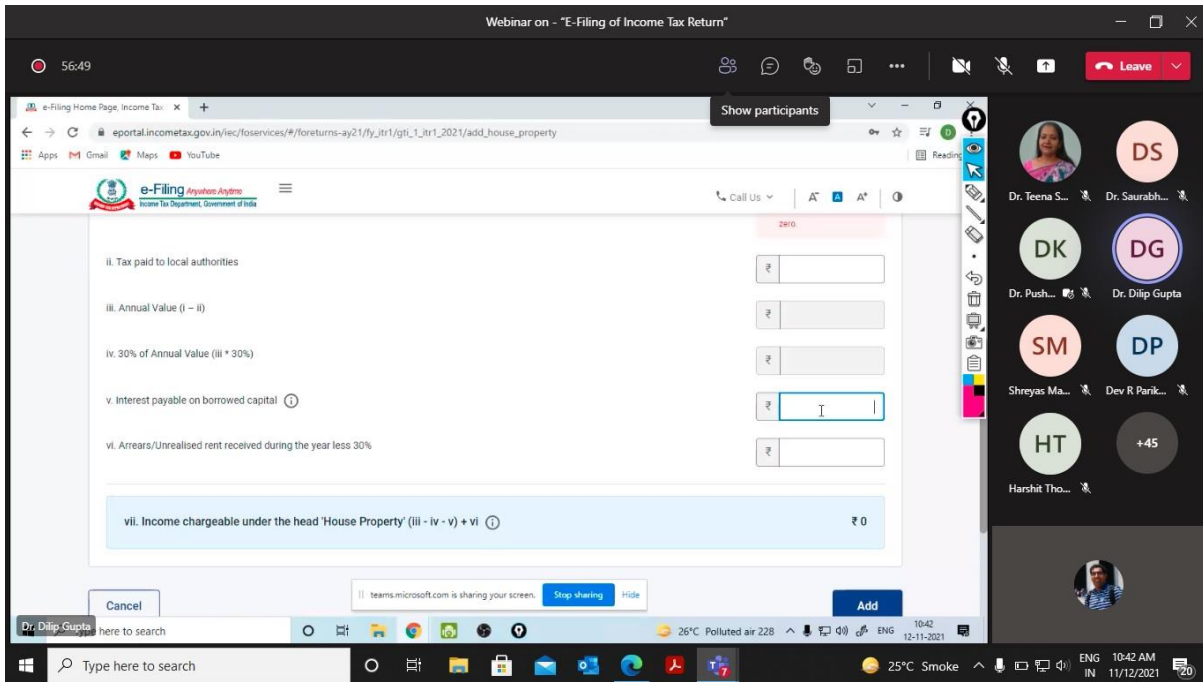 Webinar on - "E-Filing of Income Tax Return"
56:49
Leave
Show participants
e-Filing Home Page, Income Tax
eportal.incometax.gov.in/iec/foservices/#/foreturns-ay21/fy_itr1/gti_1_itr1_2021/add_house_property
Apps Gmail Maps YouTube Reading
e-Filing Anywhere Anytime
Income Tax Department, Government of India
Call Us A- A A+
zero.
ii. Tax paid to local authorities ₹
iii. Annual Value (i – ii) ₹
iv. 30% of Annual Value (iii * 30%) ₹
v. Interest payable on borrowed capital ₹
vi. Arrears/Unrealised rent received during the year less 30% ₹
vii. Income chargeable under the head 'House Property' (iii - iv - v) + vi ₹ 0
Cancel
teams.microsoft.com is sharing your screen. Stop sharing Hide
Add
DS
Dr. Teena S... Dr. Saurabh...
DK DG
Dr. Push... Dr. Dilip Gupta
SM DP
Shreyas Ma... Dev R Parik...
HT +45
Harshit Tho...
Dr. Dilip Gupta
here to search
26°C Polluted air 228 ENG 10:42
12-11-2021
Type here to search
25°C Smoke ENG 10:42 AM
IN 11/12/2021 20